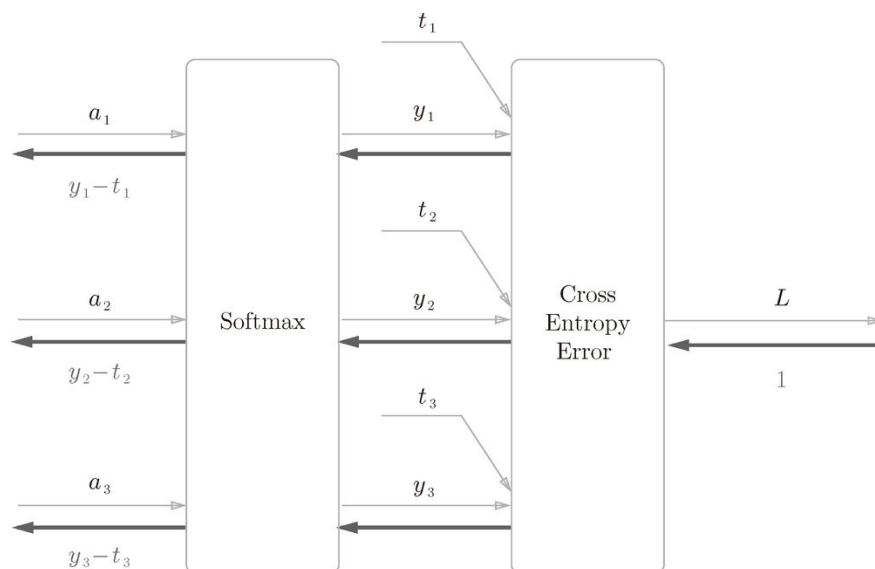 t₁
a₁
y₁
y₁−t₁
t₂
a₂
y₂
Softmax
Cross
Entropy
Error
L
y₂−t₂
1
t₃
a₃
y₃
y₃−t₃